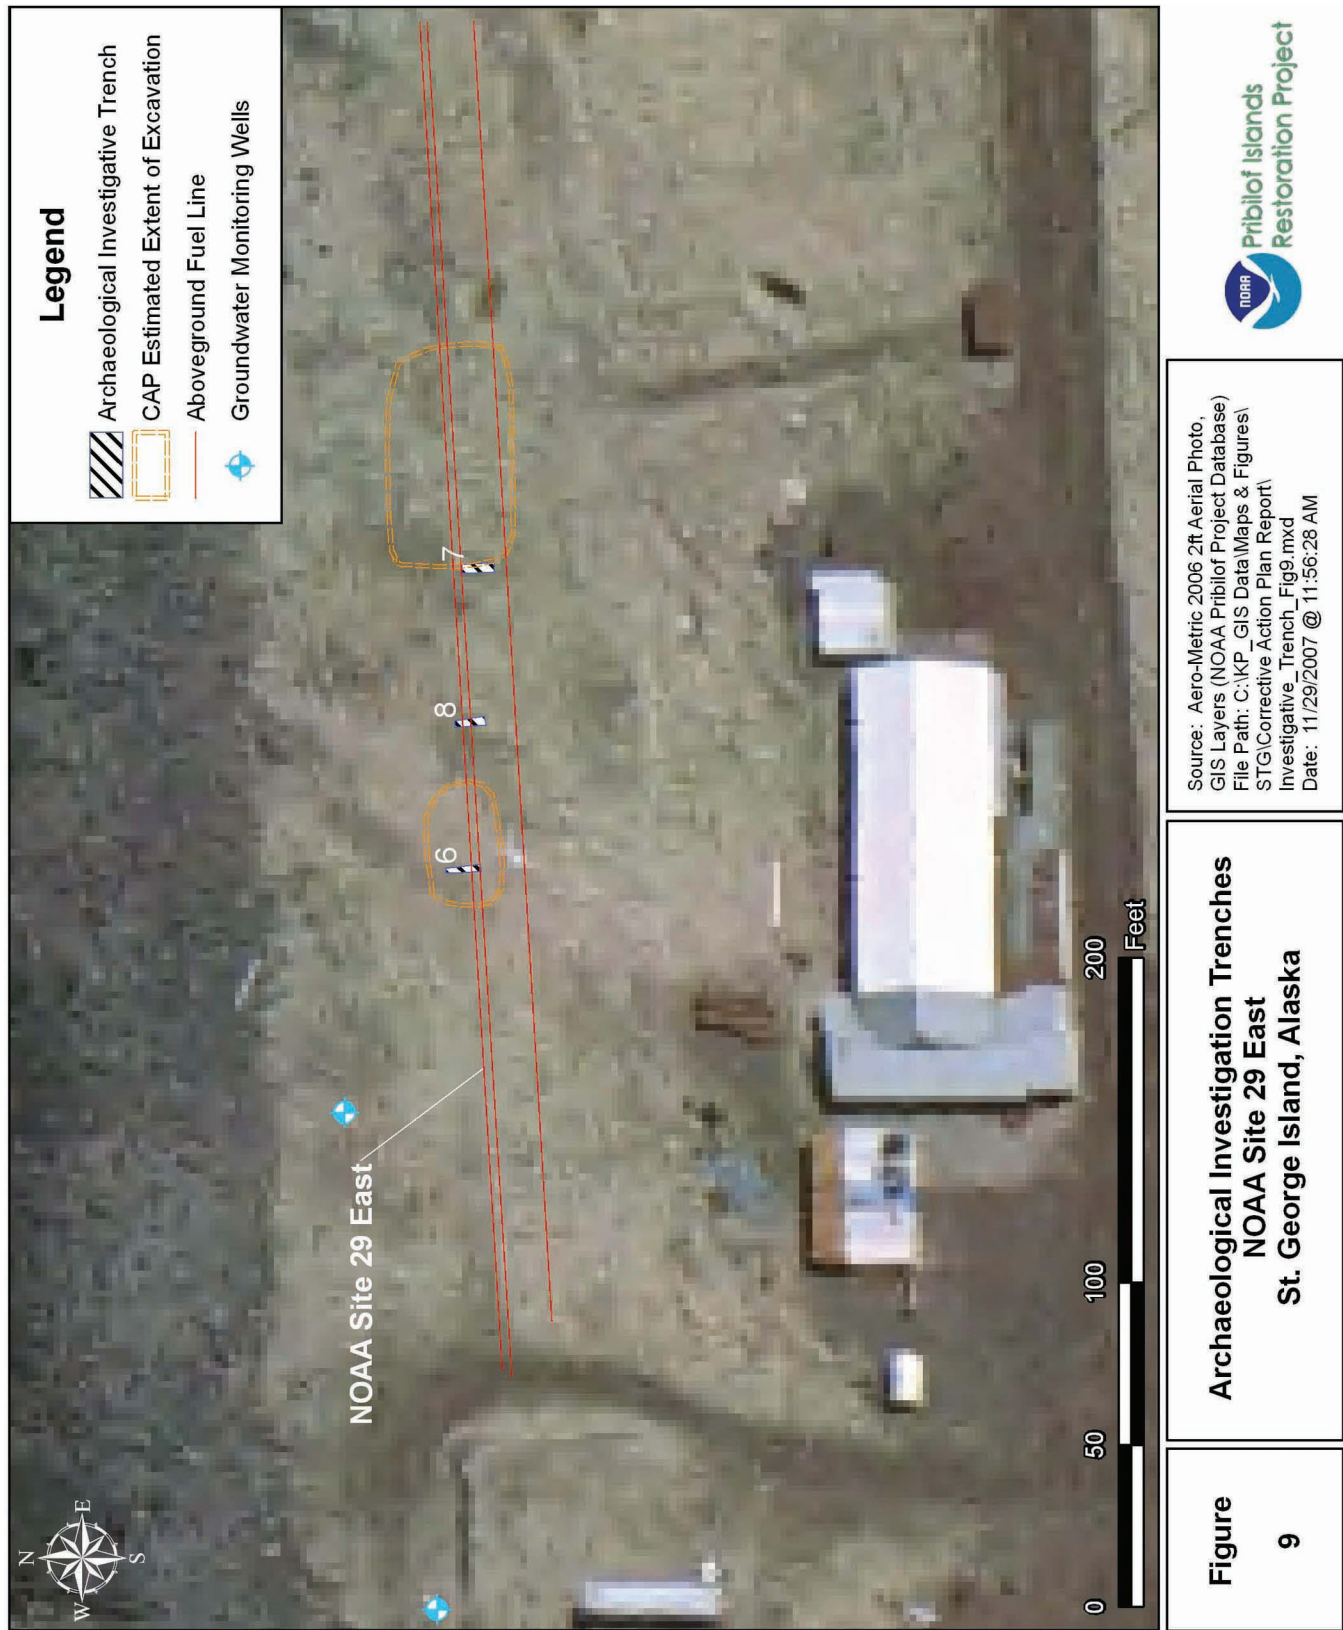 N
W E
S
Legend
Archaeological Investigative Trench
CAP Estimated Extent of Excavation
Aboveground Fuel Line
Groundwater Monitoring Wells
NOAA Site 29 East
6
8
7
0 50 100 200
Feet
Figure
9
Archaeological Investigation Trenches
NOAA Site 29 East
St. George Island, Alaska
Source: Aero-Metric 2006 2ft Aerial Photo,
GIS Layers (NOAA Pribilof Project Database)
File Path: C:\KP_GIS Data\Maps & Figures\
STG\Corrective Action Plan Report\
Investigative_Trench_Fig9.mxd
Date: 11/29/2007 @ 11:56:28 AM
NOAA
Pribilof Islands
Restoration Project